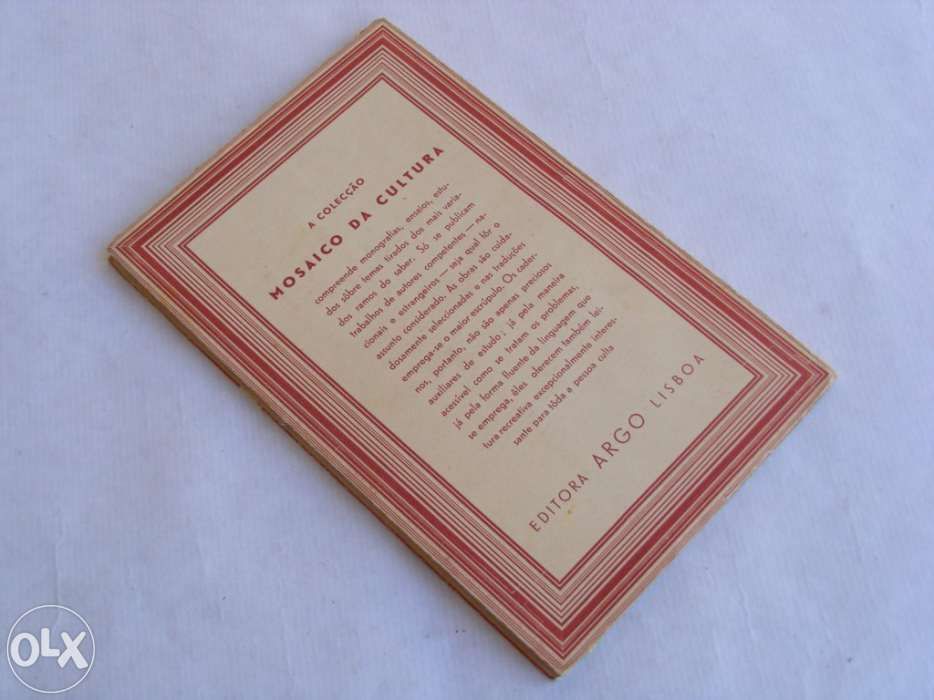 A COLECÇÃO
MOSAICO DA CULTURA
compreende monografias, ensaios, estu-
dos sôbre temas tirados dos mais varia-
dos ramos do saber. Só se publicam
trabalhos de autores competentes — na-
cionais e estrangeiros — seja qual fôr o
assunto considerado. As obras são cuida-
dosamente seleccionadas e nas traduções
emprega-se o maior escrúpulo. Os cader-
nos, portanto, não são apenas preciosos
auxiliares de estudo; já pela maneira
acessível como se tratam os problemas,
já pela forma fluente da linguagem que
se emprega, êles oferecem também lei-
tura recreativa excepcionalmente interes-
sante para tôda a pessoa culta
EDITORA ARGO LISBOA
OLX